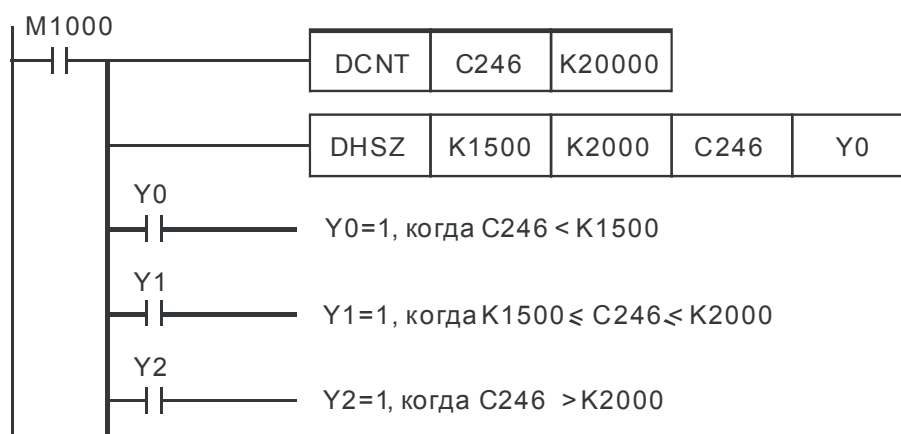 M1000
DCNT C246 K20000
DHSZ K1500 K2000 C246 Y0
Y0
Y0=1, когда C246 < K1500
Y1
Y1=1, когда K1500 ⩽ C246 ⩽ K2000
Y2
Y2=1, когда C246 > K2000